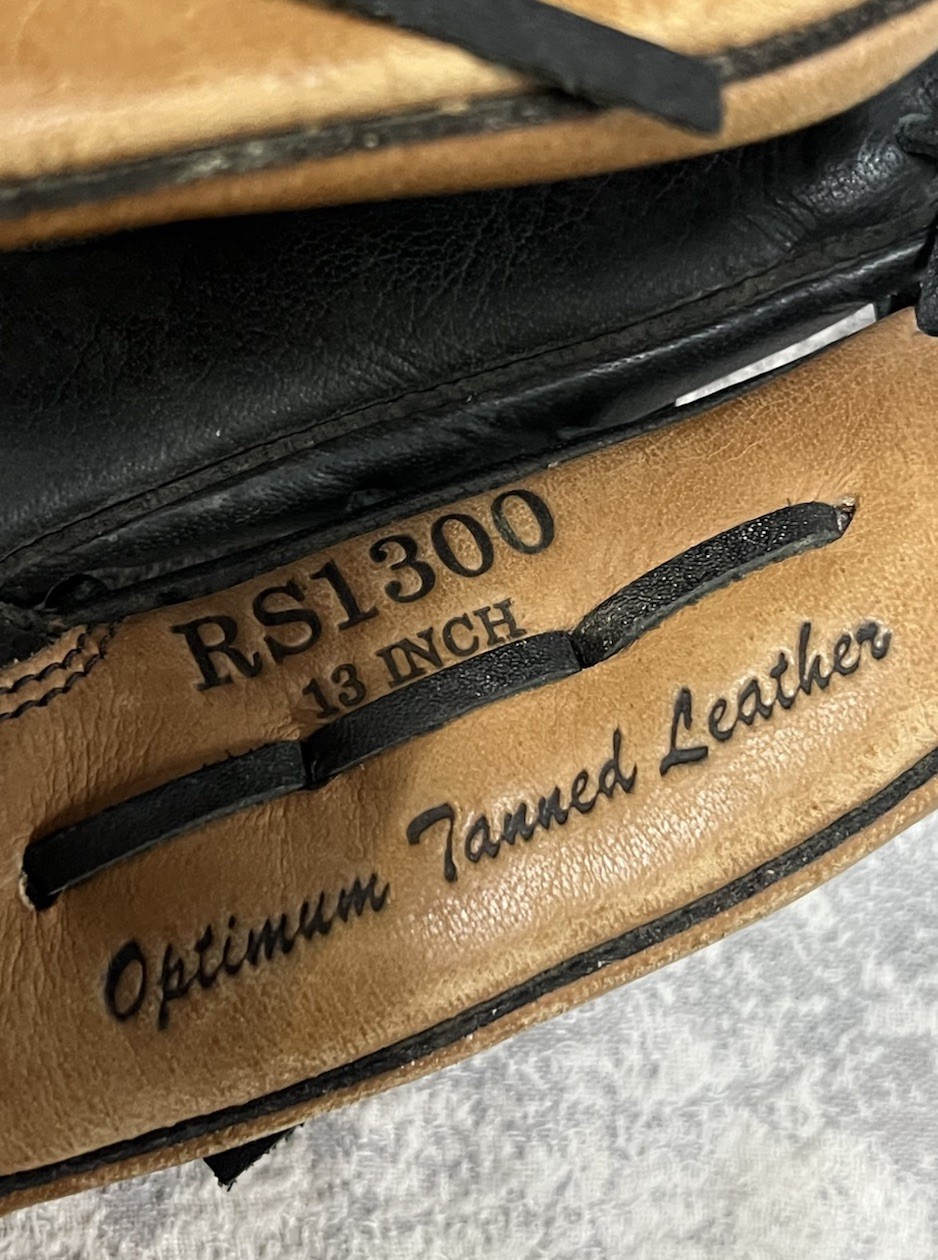 RS1300
13 INCH
Optimum Tanned Leather